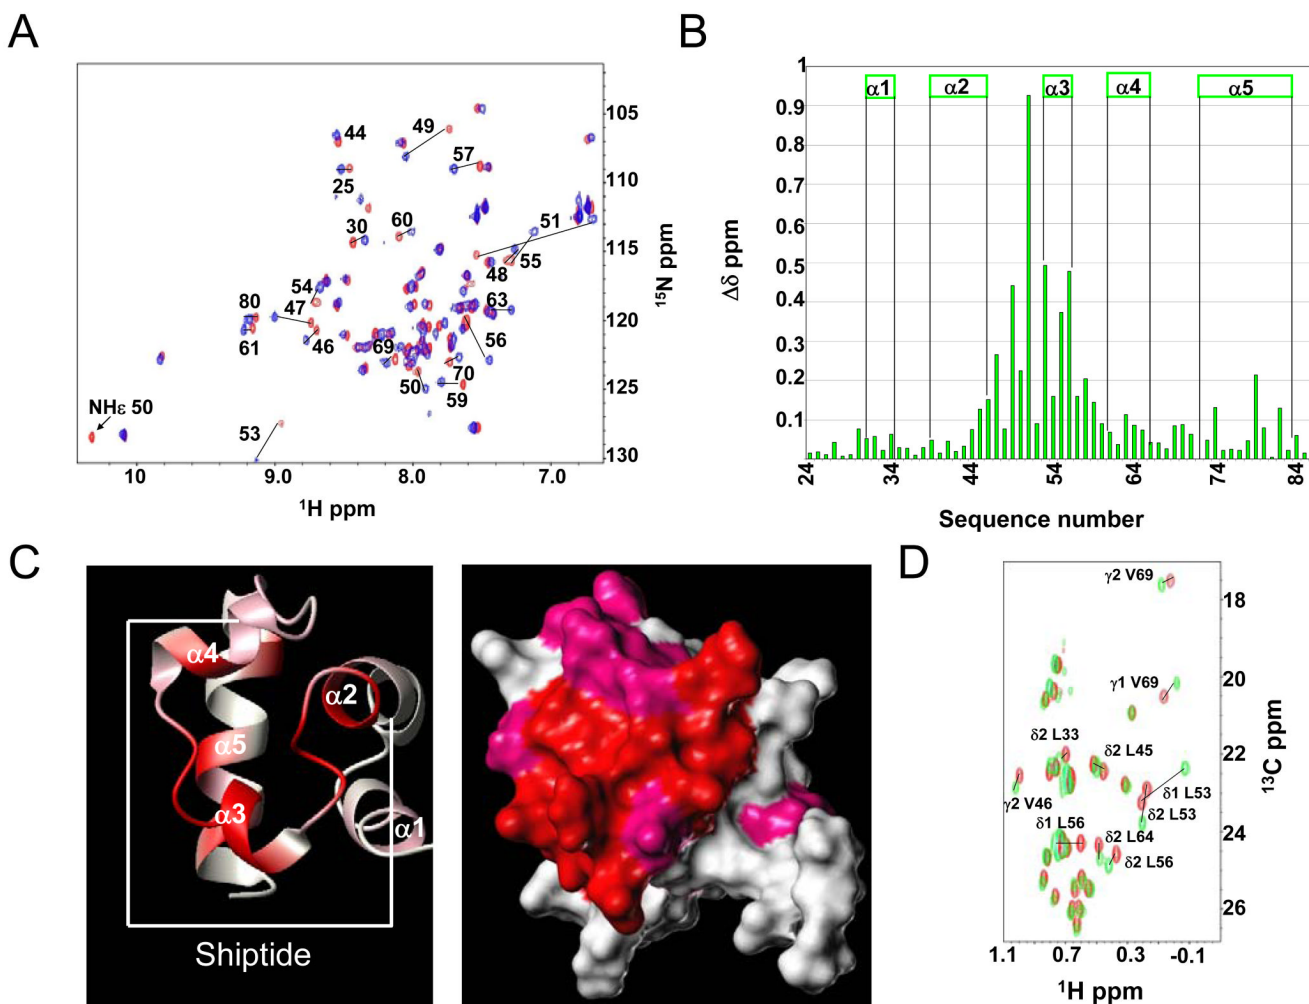 A
44
49
57
25
30
60
51
54
47
80
61
46
69
48
55
63
56
70
50
59
NHε 50
53
105
110
115
120
125
130
15N ppm
10
9.0
8.0
7.0
1H ppm
B
1
0.9
0.8
0.7
0.6
0.5
0.4
0.3
0.2
0.1
Δδ ppm
α1
α2
α3
α4
α5
24
34
44
54
64
74
84
Sequence number
C
α4
α2
α5
α3
α1
Shiptide
D
γ2 V69
γ1 V69
δ2 L33
δ2 L45
δ1 L53
γ2 V46
δ2 L53
δ1 L56
δ2 L64
δ2 L56
18
20
22
24
26
13C ppm
1.1
0.7
0.3
-0.1
1H ppm